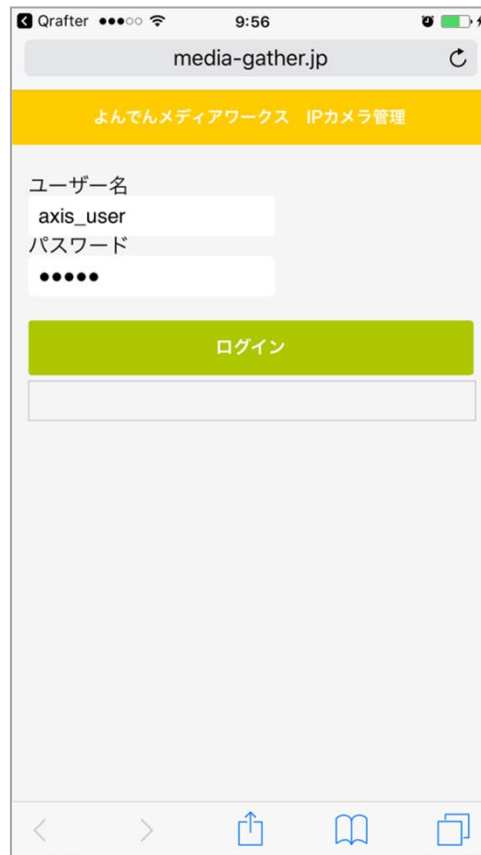 Qrafter 9:56
media-gather.jp
よんでんメディアワークス　IPカメラ管理
ユーザー名
axis_user
パスワード
●●●●●
ログイン